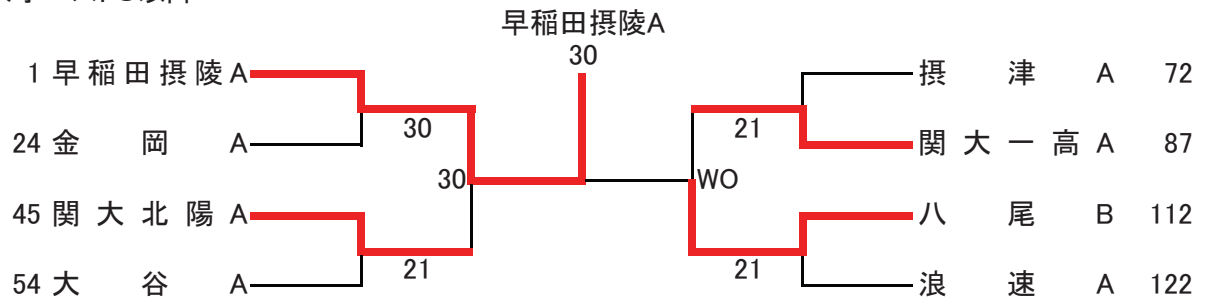 早稲田摂陵A
30
1 早稲田摂陵 A
摂津 A 72
30
21
24 金岡 A
関大一高 A 87
30
WO
45 関大北陽 A
八尾 B 112
21
21
54 大谷 A
浪速 A 122